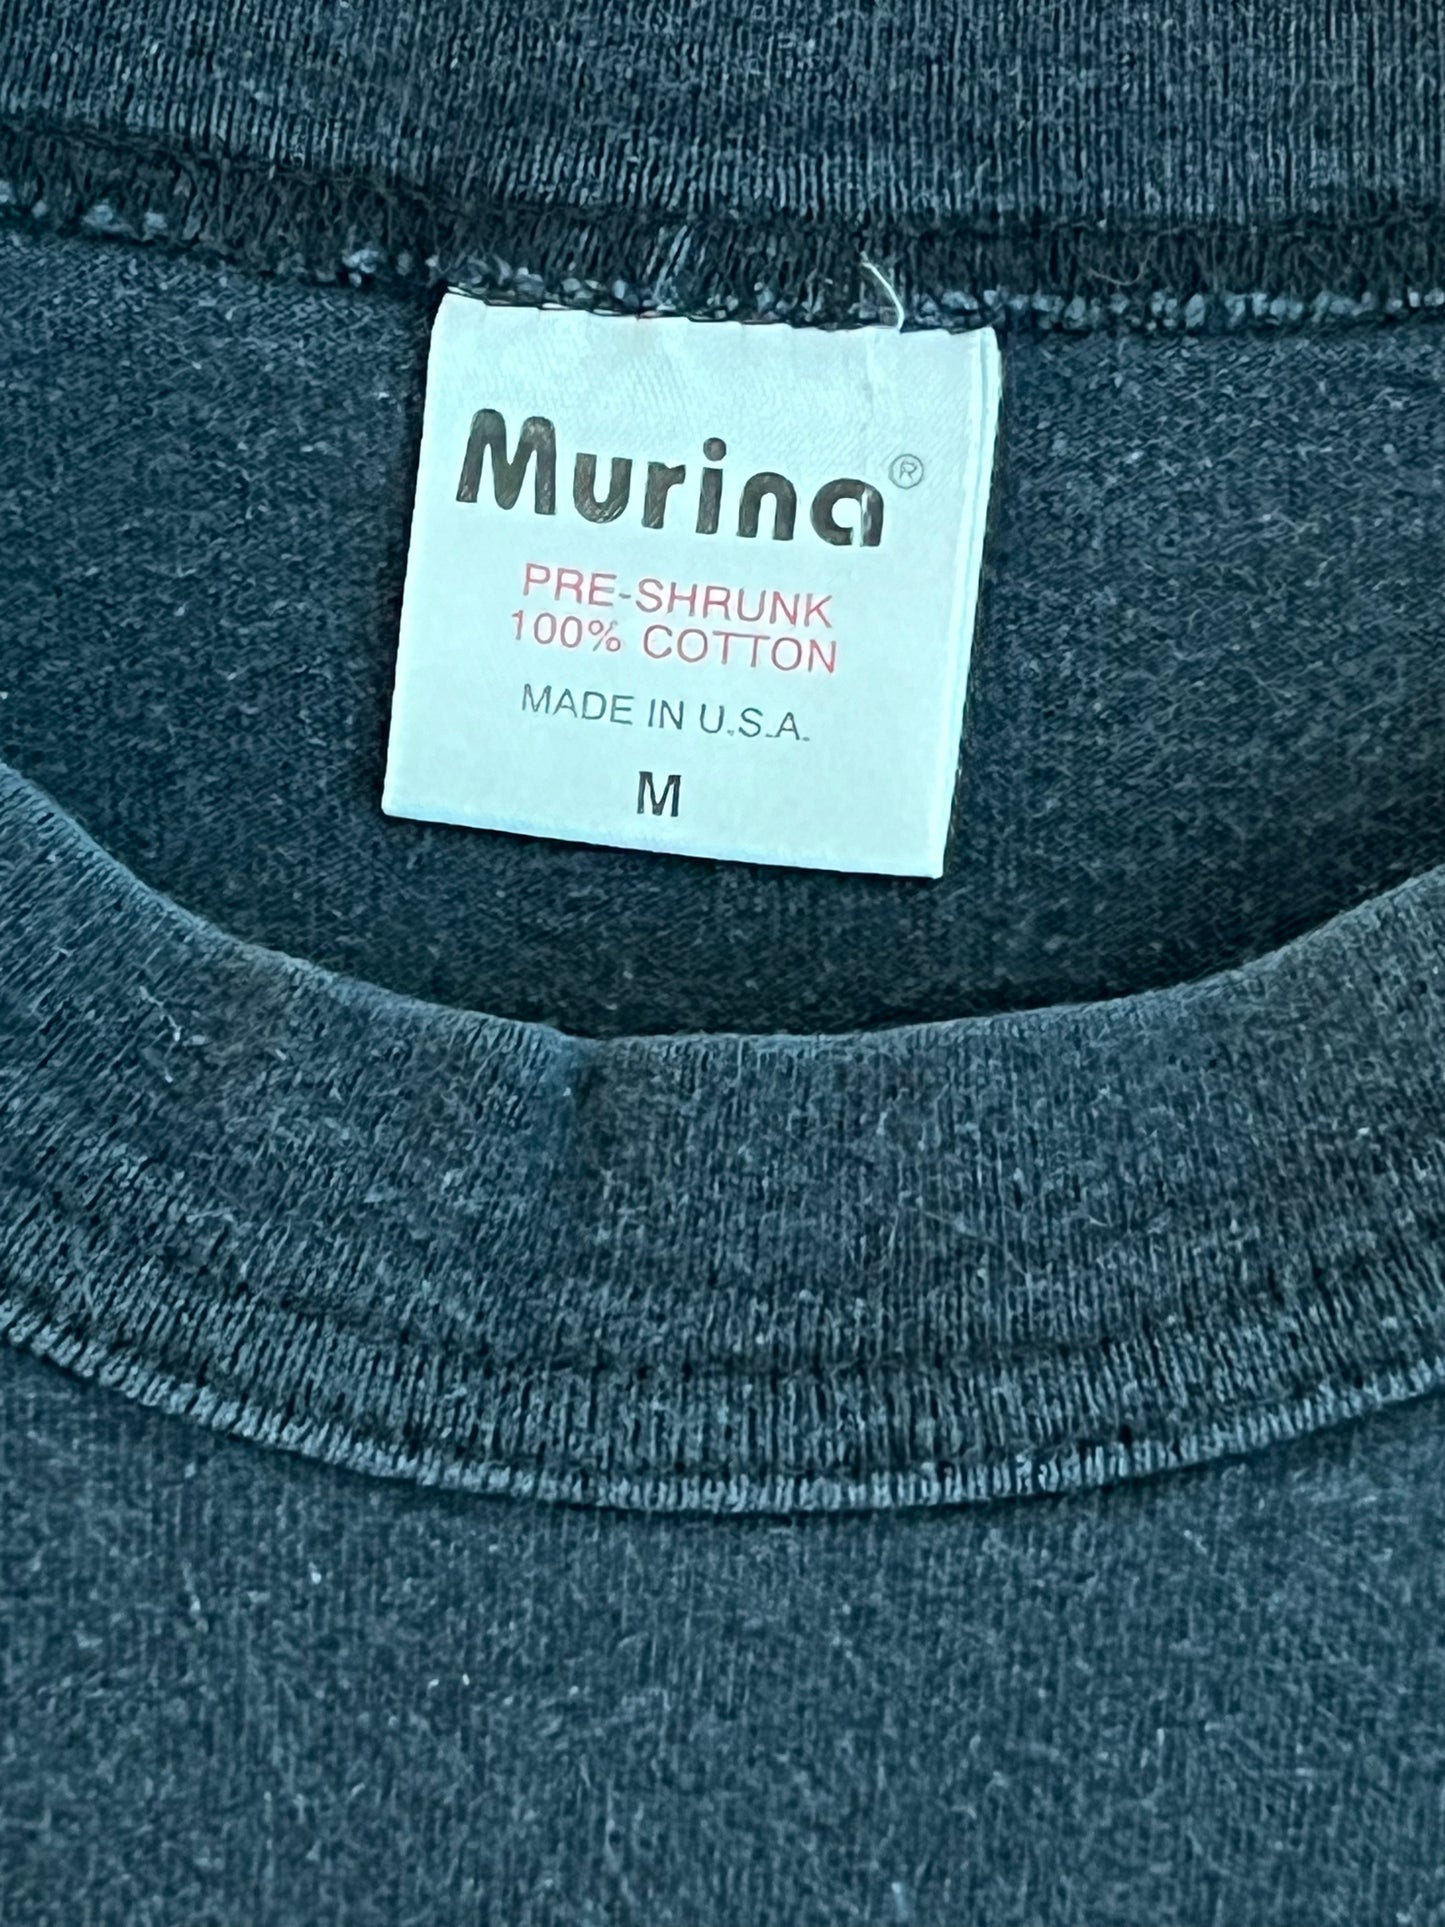 Murina®
PRE-SHRUNK
100% COTTON
MADE IN U.S.A.
M